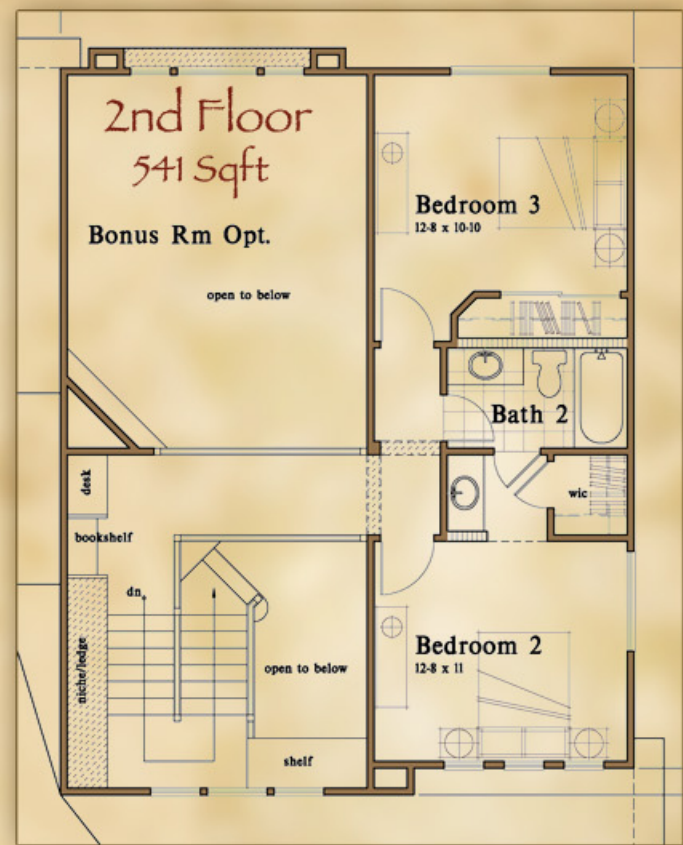 2nd Floor
541 Sqft
Bonus Rm Opt.
open to below
Bedroom 3
12-8 x 10-10
Bath 2
wic
desk
bookshelf
dn.
niche/ledge
open to below
shelf
Bedroom 2
12-8 x 11